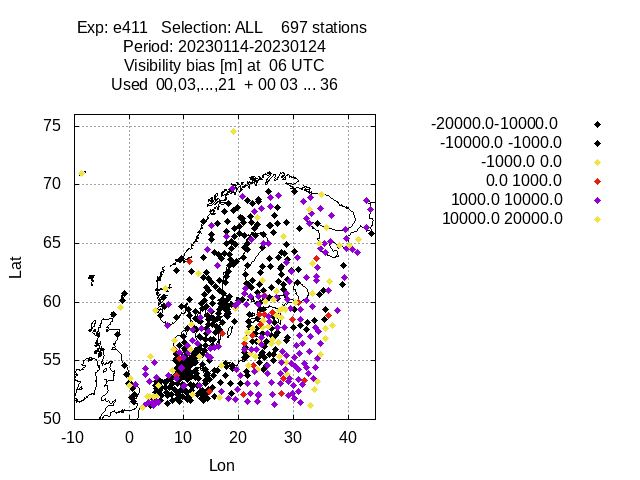 Exp: e411   Selection: ALL    697 stations
Period: 20230114-20230124
Visibility bias [m] at  06 UTC
Used  00,03,...,21  + 00 03 ... 36
-20000.0-10000.0
-10000.0 -1000.0
-1000.0 0.0
0.0 1000.0
1000.0 10000.0
10000.0 20000.0
75
70
65
60
55
50
Lat
-10 0 10 20 30 40
Lon